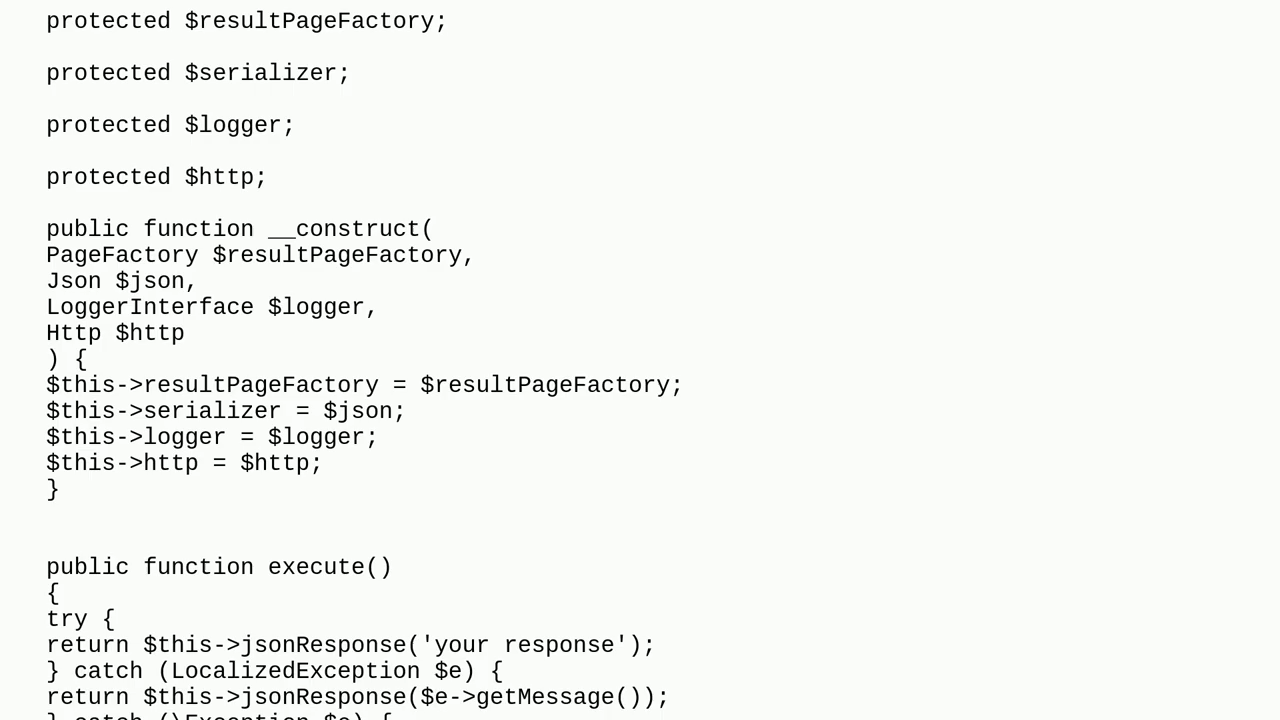 protected $resultPageFactory;
protected $serializer;
protected $logger;
protected $http;
public function __construct(
PageFactory $resultPageFactory,
Json $json,
LoggerInterface $logger,
Http $http
) {
$this->resultPageFactory = $resultPageFactory;
$this->serializer = $json;
$this->logger = $logger;
$this->http = $http;
}
public function execute()
{
try {
return $this->jsonResponse('your response');
} catch (LocalizedException $e) {
return $this->jsonResponse($e->getMessage());
} catch (\Exception $e) {